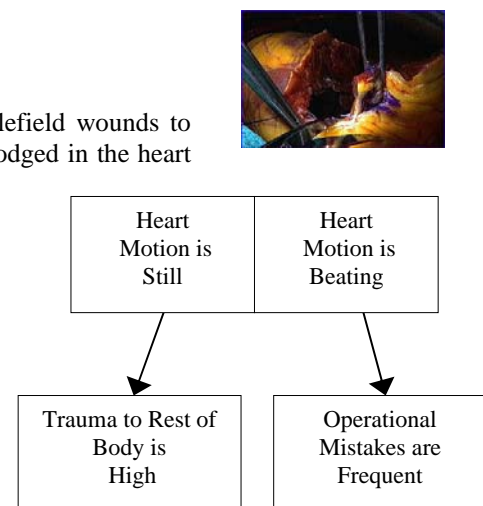 lefield wounds to
odged in the heart
Heart
Motion is
Still
Heart
Motion is
Beating
Trauma to Rest of
Body is
High
Operational
Mistakes are
Frequent